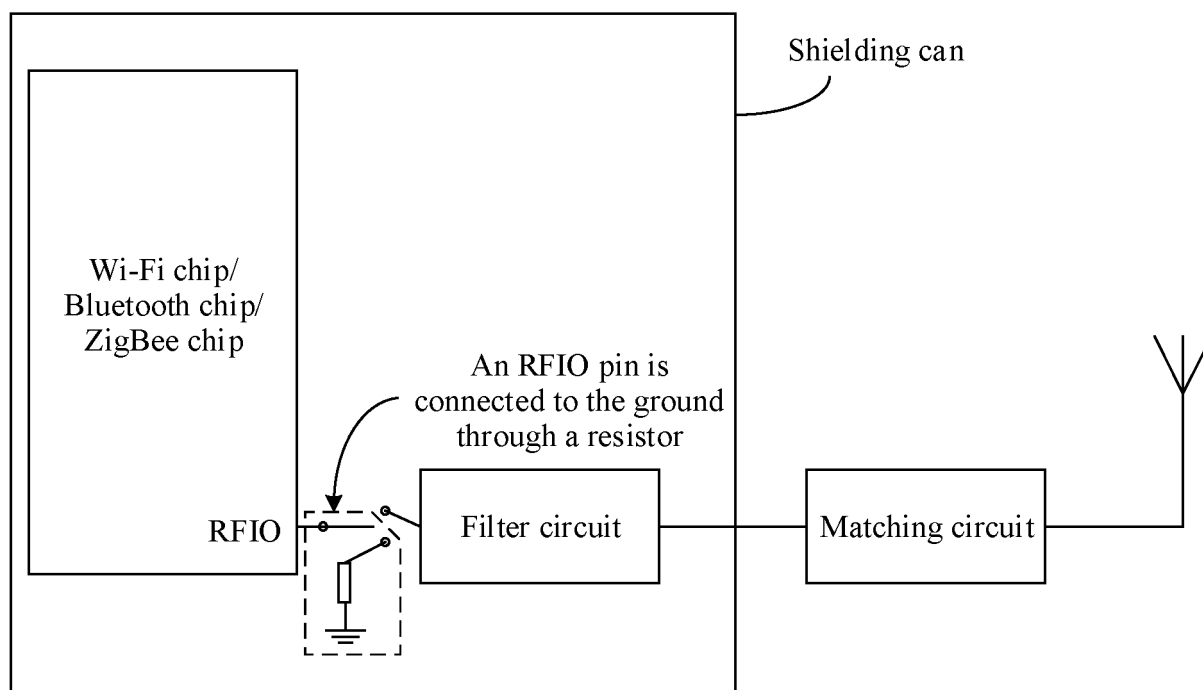 Shielding can
Wi-Fi chip/
Bluetooth chip/
ZigBee chip
An RFIO pin is
connected to the ground
through a resistor
RFIO
Filter circuit
Matching circuit